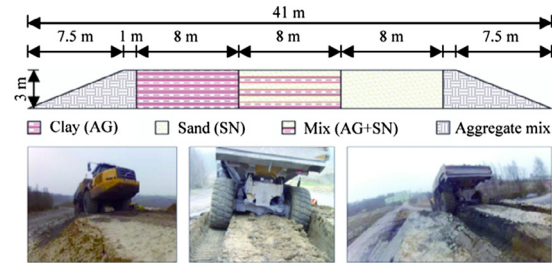 41 m
7.5 m 1 m 8 m 8 m 8 m 7.5 m
3 m
Clay (AG) Sand (SN) Mix (AG+SN) Aggregate mix